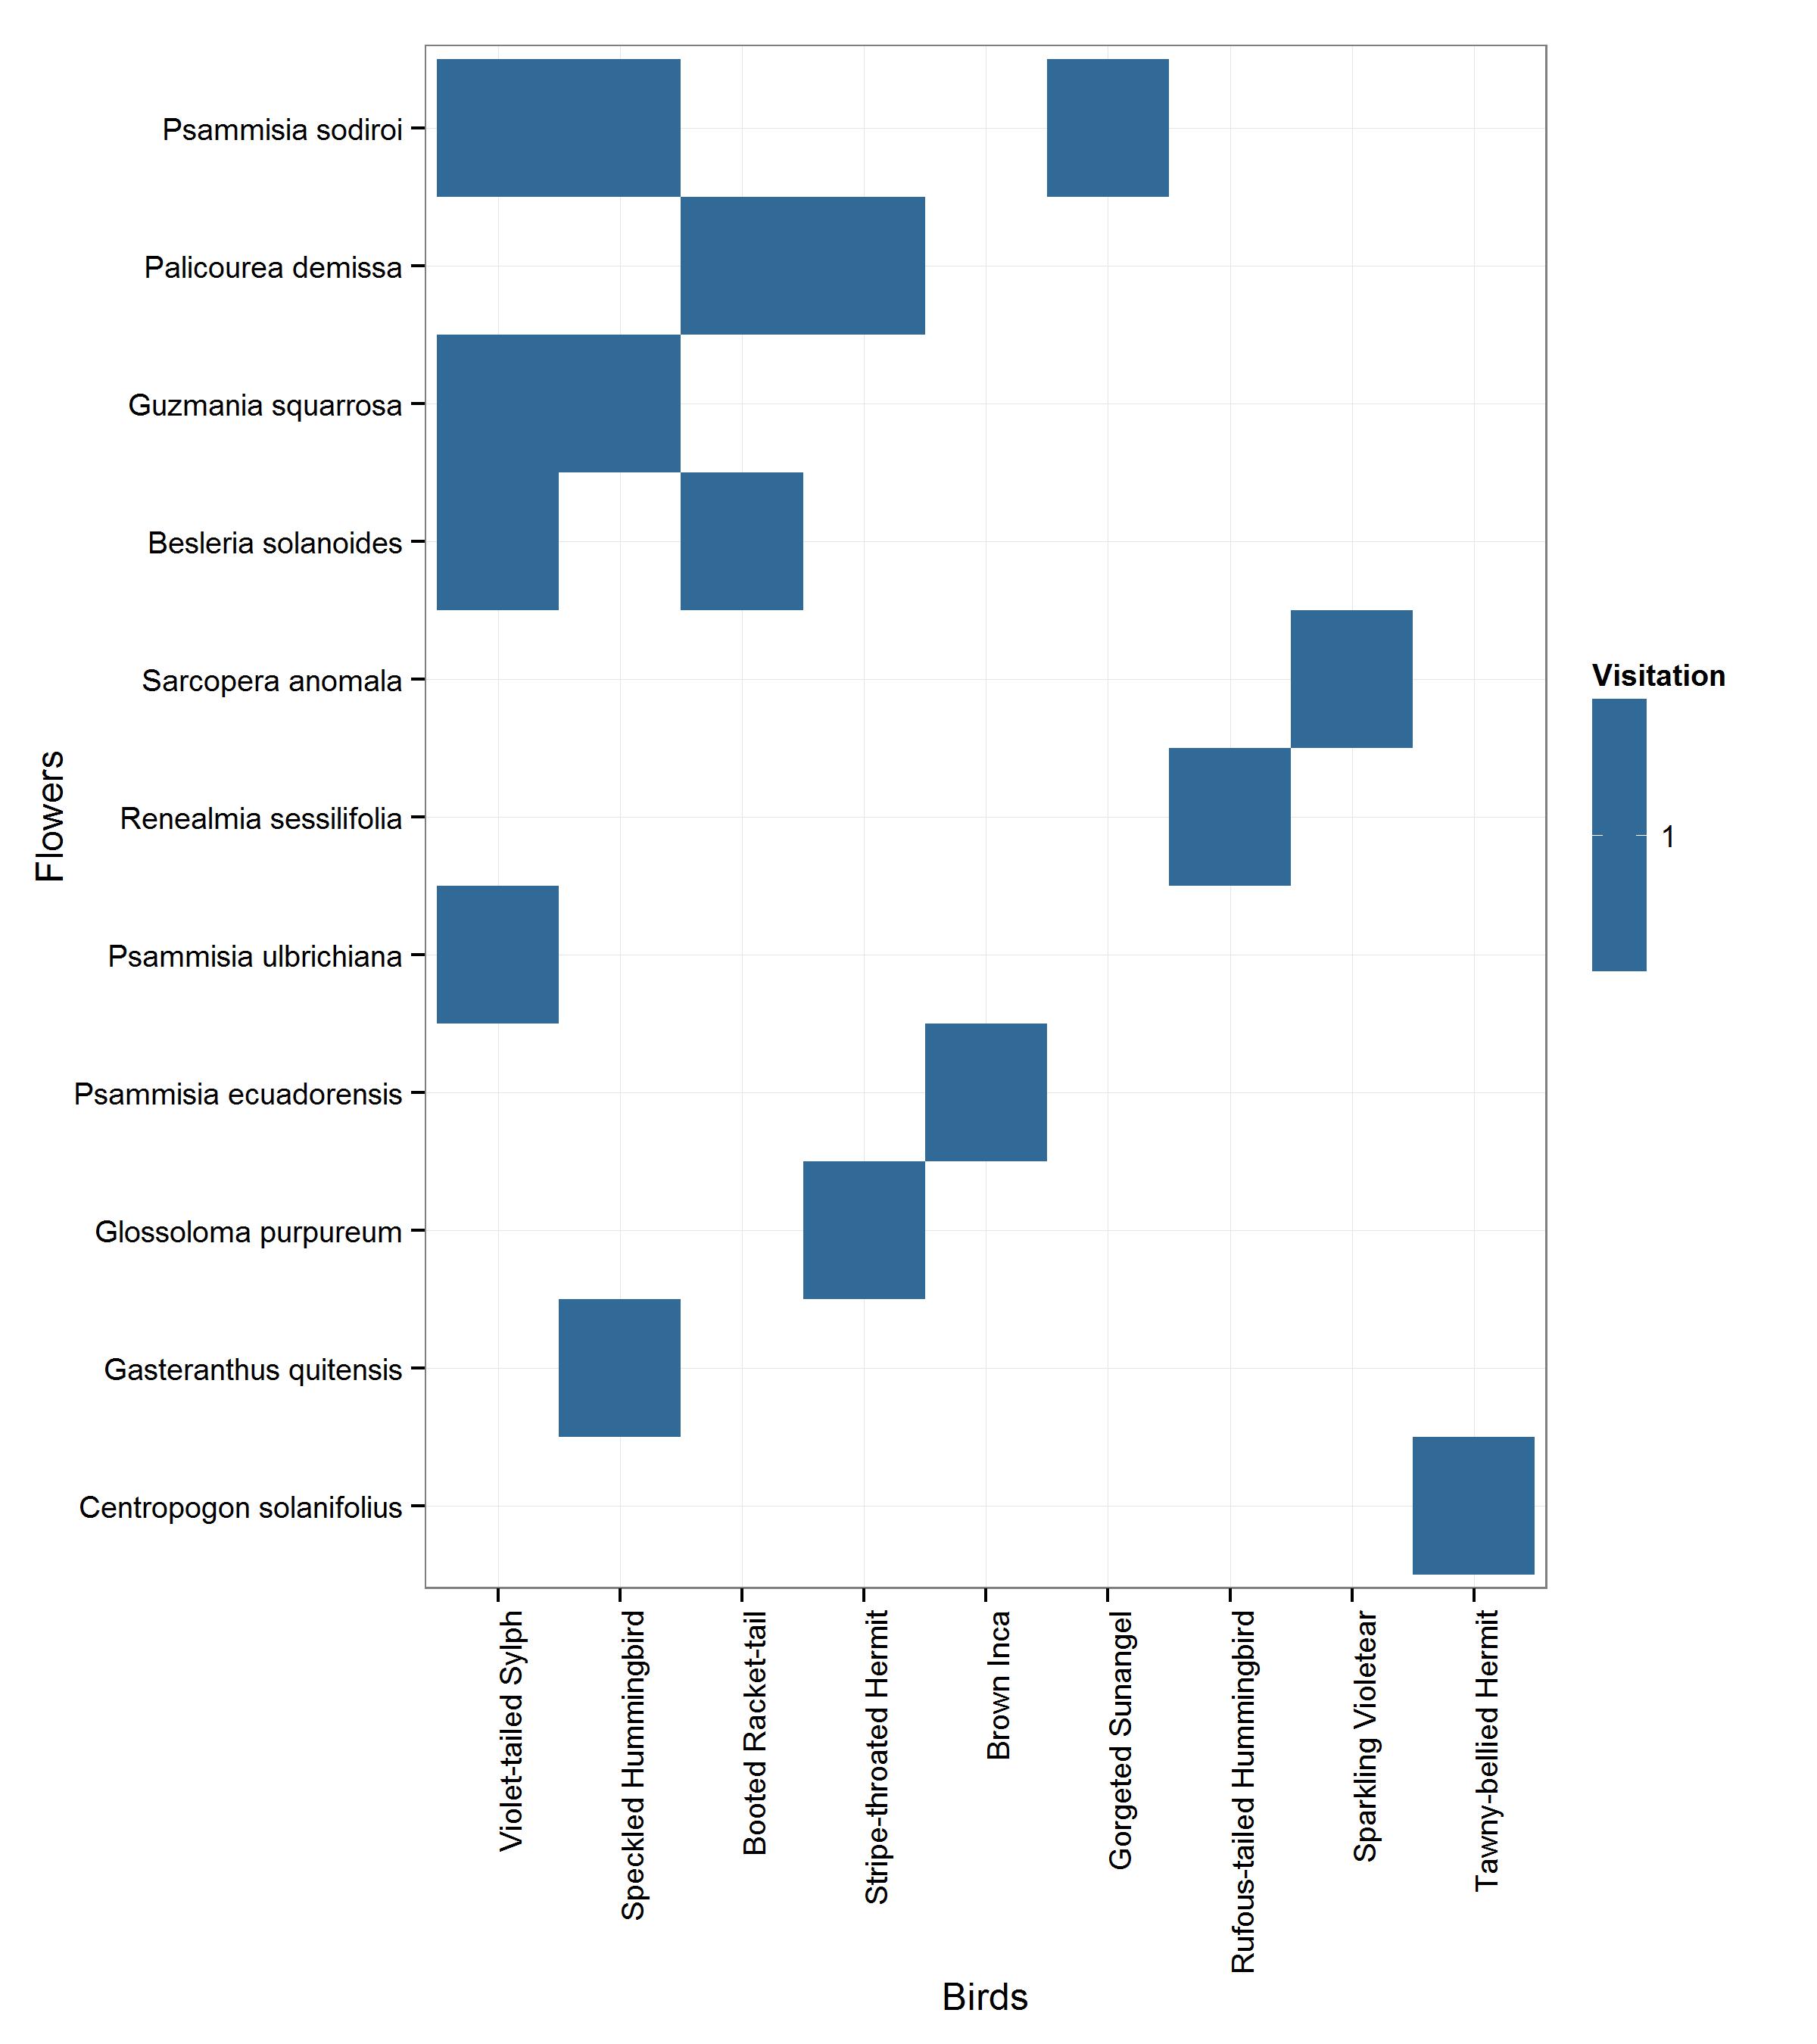 Psammisia sodiroi
Palicourea demissa
Guzmania squarrosa
Besleria solanoides
Sarcopera anomala
Renealmia sessilifolia
Psammisia ulbrichiana
Psammisia ecuadorensis
Glossoloma purpureum
Gasteranthus quitensis
Centropogon solanifolius
Flowers
Violet-tailed Sylph
Speckled Hummingbird
Booted Racket-tail
Stripe-throated Hermit
Brown Inca
Gorgeted Sunangel
Rufous-tailed Hummingbird
Sparkling Violetear
Tawny-bellied Hermit
Birds
Visitation
1